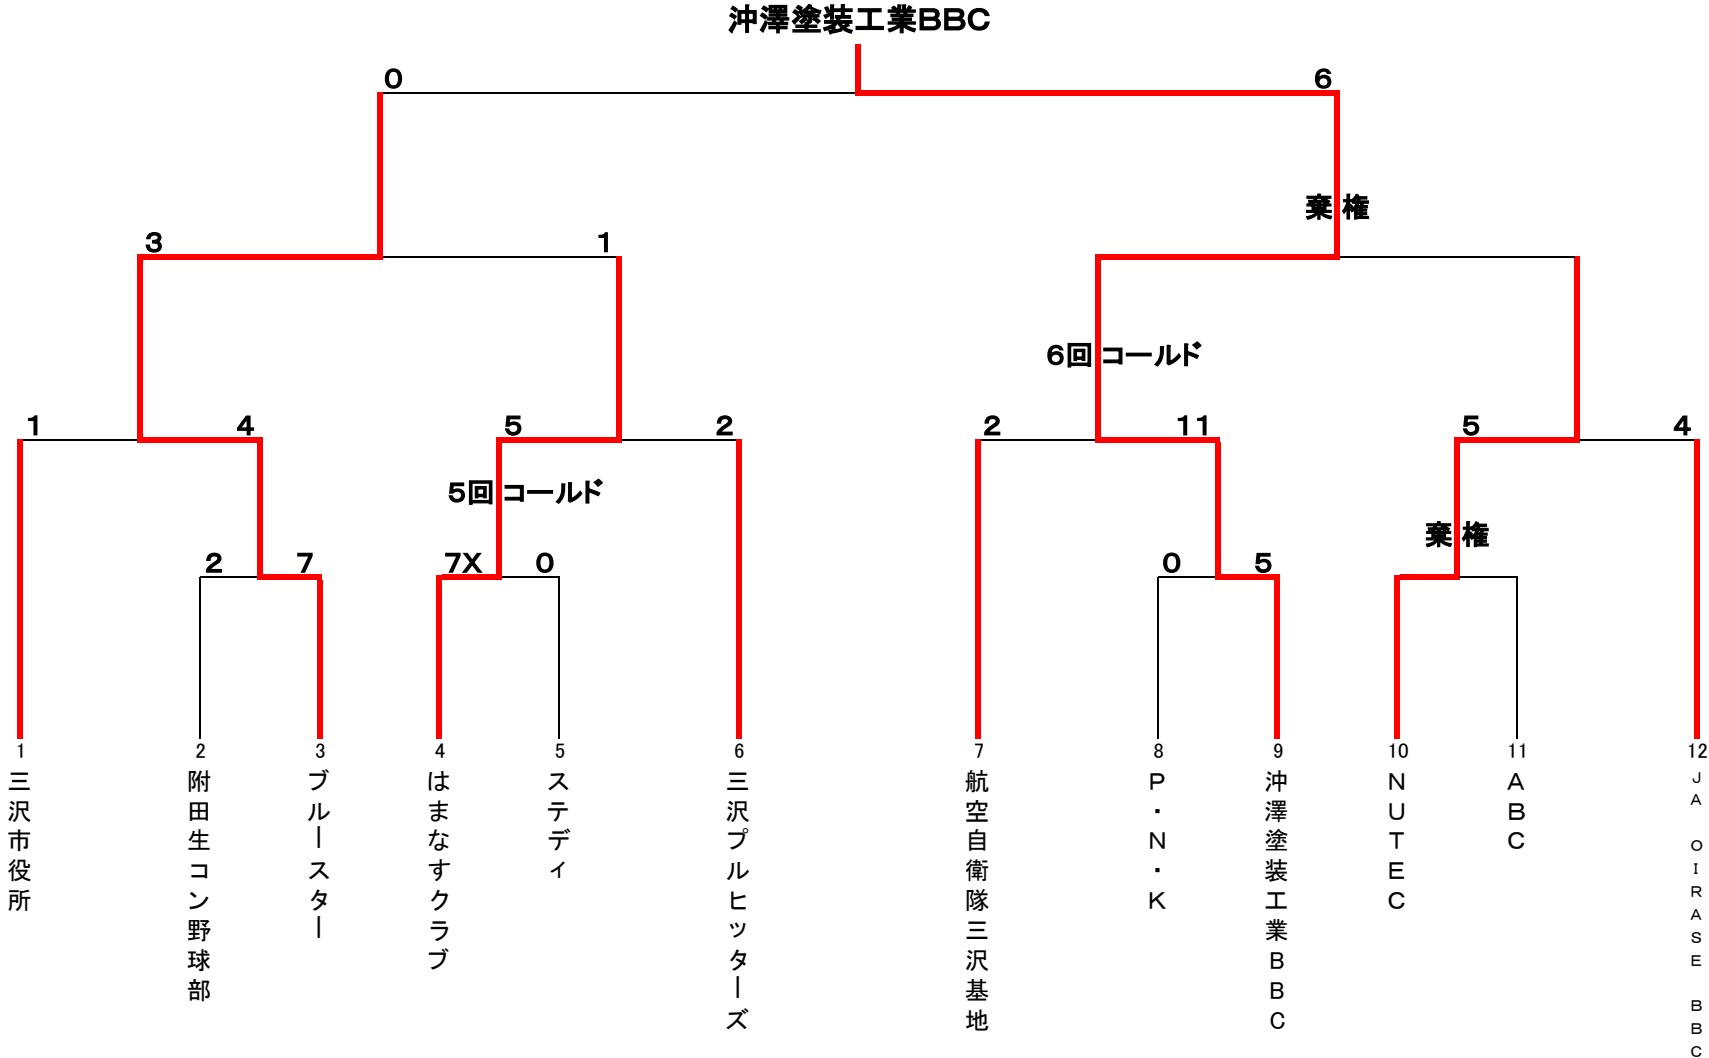 沖澤塗装工業BBC
0 6
棄権
3 1
6回コールド
1 4 5 2 2 11 5 4
5回コールド
棄権
2 7 7X 0 0 5
1 2 3 4 5 6 7 8 9 10 11 12
三沢市役所
附田生コン野球部
ブルースター
はまなすクラブ
ステディ
三沢プルヒッターズ
航空自衛隊三沢基地
P・N・K
沖澤塗装工業BBC
NUTEC
ABC
JA OIRASE BBC